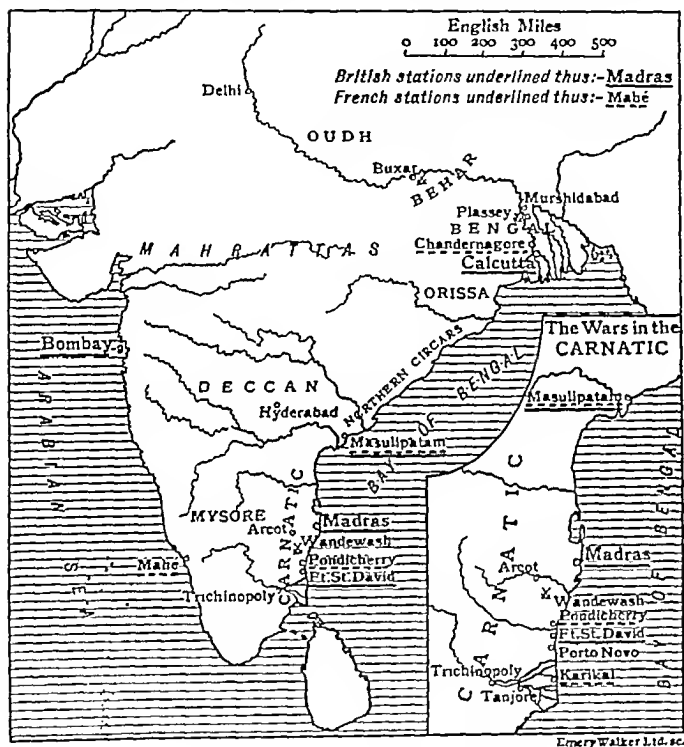 English Miles
0 100 200 300 400 500
British stations underlined thus:- Madras
French stations underlined thus:- Mahé
Delhi
OUDH
Buxar
BEHAR
Murshidabad
Plassey
BENGAL
Chandernagore
Calcutta
MAHRATTAS
ORISSA
Bombay
NORTHERN CIRCARS
DECCAN
Hyderabad
Masulipatam
BAY OF BENGAL
ARABIAN SEA
MYSORE
CARNATIC
Arcot
Madras
Wandewash
Pondicherry
Ft. St. David
Mahé
Trichinopoly
The Wars in the
CARNATIC
Masulipatam
CARNATIC
BAY OF BENGAL
Madras
Arcot
Wandewash
Pondicherry
Ft. St. David
Porto Novo
Trichinopoly
Karikal
Tanjore
Emery Walker Ltd. sc.